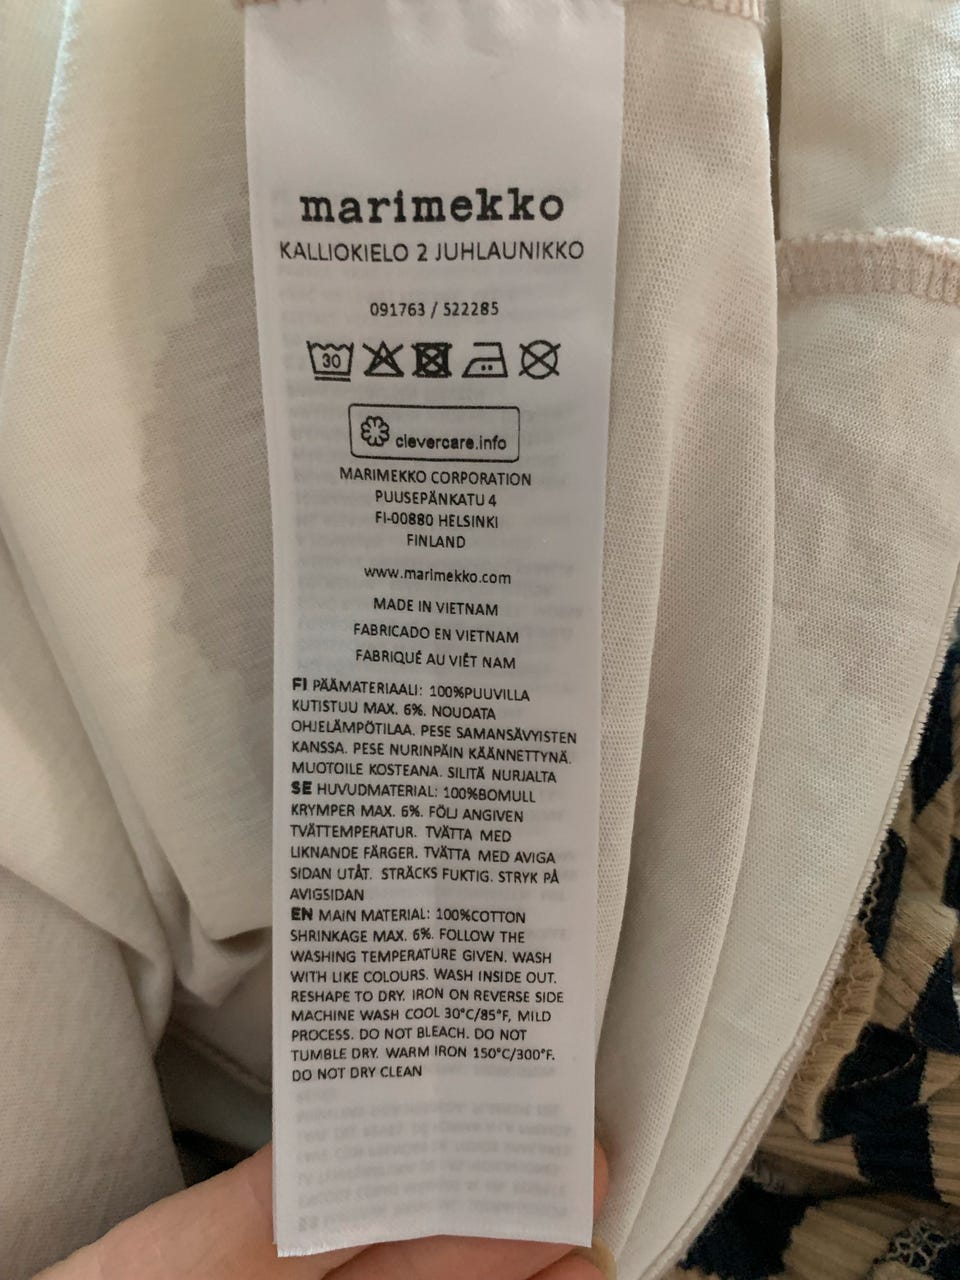 marimekko
KALLIOKIELO 2 JUHLAUNIKKO
091763 / 522285
30
clevercare.info
MARIMEKKO CORPORATION
PUUSEPÄNKATU 4
FI-00880 HELSINKI
FINLAND
www.marimekko.com
MADE IN VIETNAM
FABRICADO EN VIETNAM
FABRIQUÉ AU VIÊT NAM
FI PÄÄMATERIAALI: 100%PUUVILLA
KUTISTUU MAX. 6%. NOUDATA
OHJELÄMPÖTILAA. PESE SAMANSÄVYISTEN
KANSSA. PESE NURINPÄIN KÄÄNNETTYNÄ.
MUOTOILE KOSTEANA. SILITÄ NURJALTA
SE HUVUDMATERIAL: 100%BOMULL
KRYMPER MAX. 6%. FÖLJ ANGIVEN
TVÄTTEMPERATUR. TVÄTTA MED
LIKNANDE FÄRGER. TVÄTTA MED AVIGA
SIDAN UTÅT. STRÄCKS FUKTIG. STRYK PÅ
AVIGSIDAN
EN MAIN MATERIAL: 100%COTTON
SHRINKAGE MAX. 6%. FOLLOW THE
WASHING TEMPERATURE GIVEN. WASH
WITH LIKE COLOURS. WASH INSIDE OUT.
RESHAPE TO DRY. IRON ON REVERSE SIDE
MACHINE WASH COOL 30°C/85°F, MILD
PROCESS. DO NOT BLEACH. DO NOT
TUMBLE DRY. WARM IRON 150°C/300°F.
DO NOT DRY CLEAN